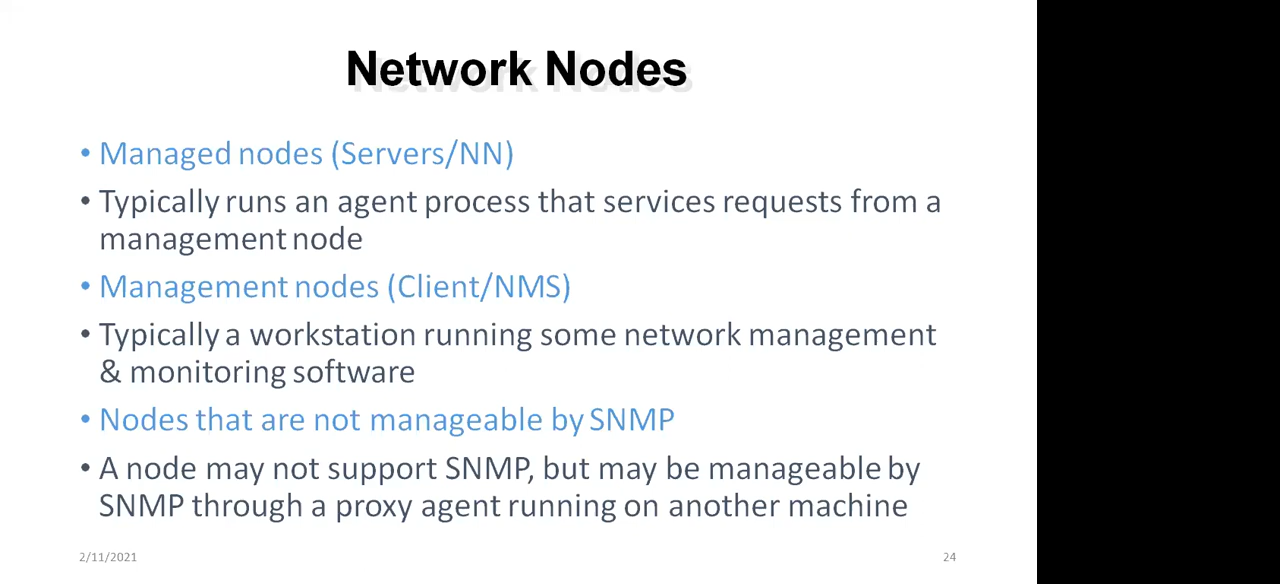 Network Nodes
• Managed nodes (Servers/NN)
• Typically runs an agent process that services requests from a
management node
• Management nodes (Client/NMS)
• Typically a workstation running some network management
& monitoring software
• Nodes that are not manageable by SNMP
• A node may not support SNMP, but may be manageable by
SNMP through a proxy agent running on another machine
2/11/2021
24